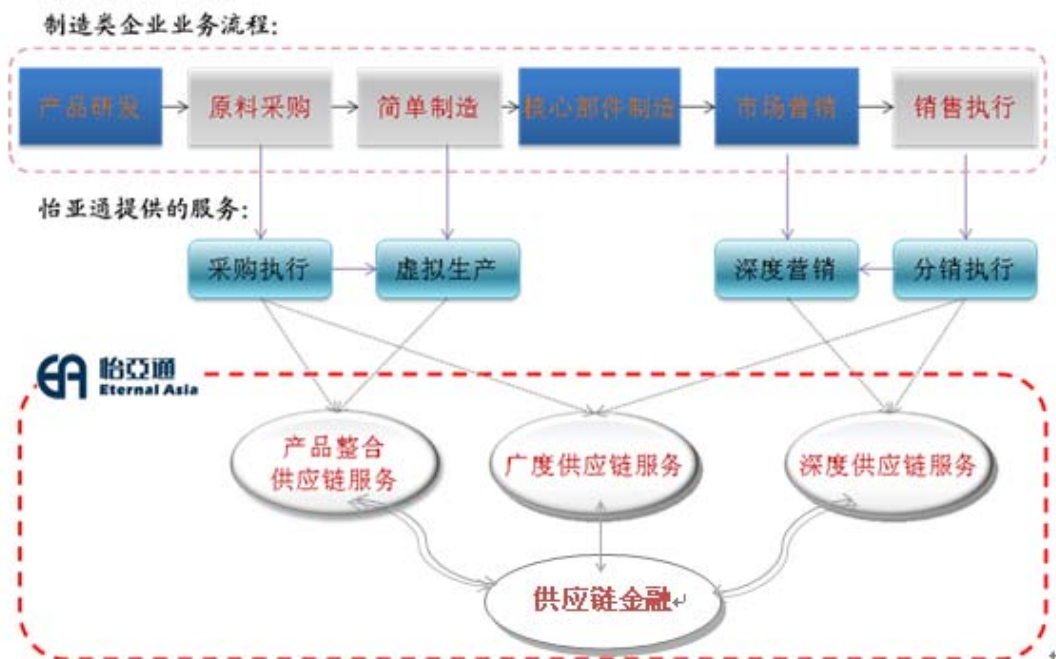 制造类企业业务流程:
产品研发
原料采购
简单制造
核心部件制造
市场营销
销售执行
怡亚通提供的服务:
采购执行
虚拟生产
深度营销
分销执行
EA 怡亞通
Eternal Asia
产品整合
供应链服务
广度供应链服务
深度供应链服务
供应链金融